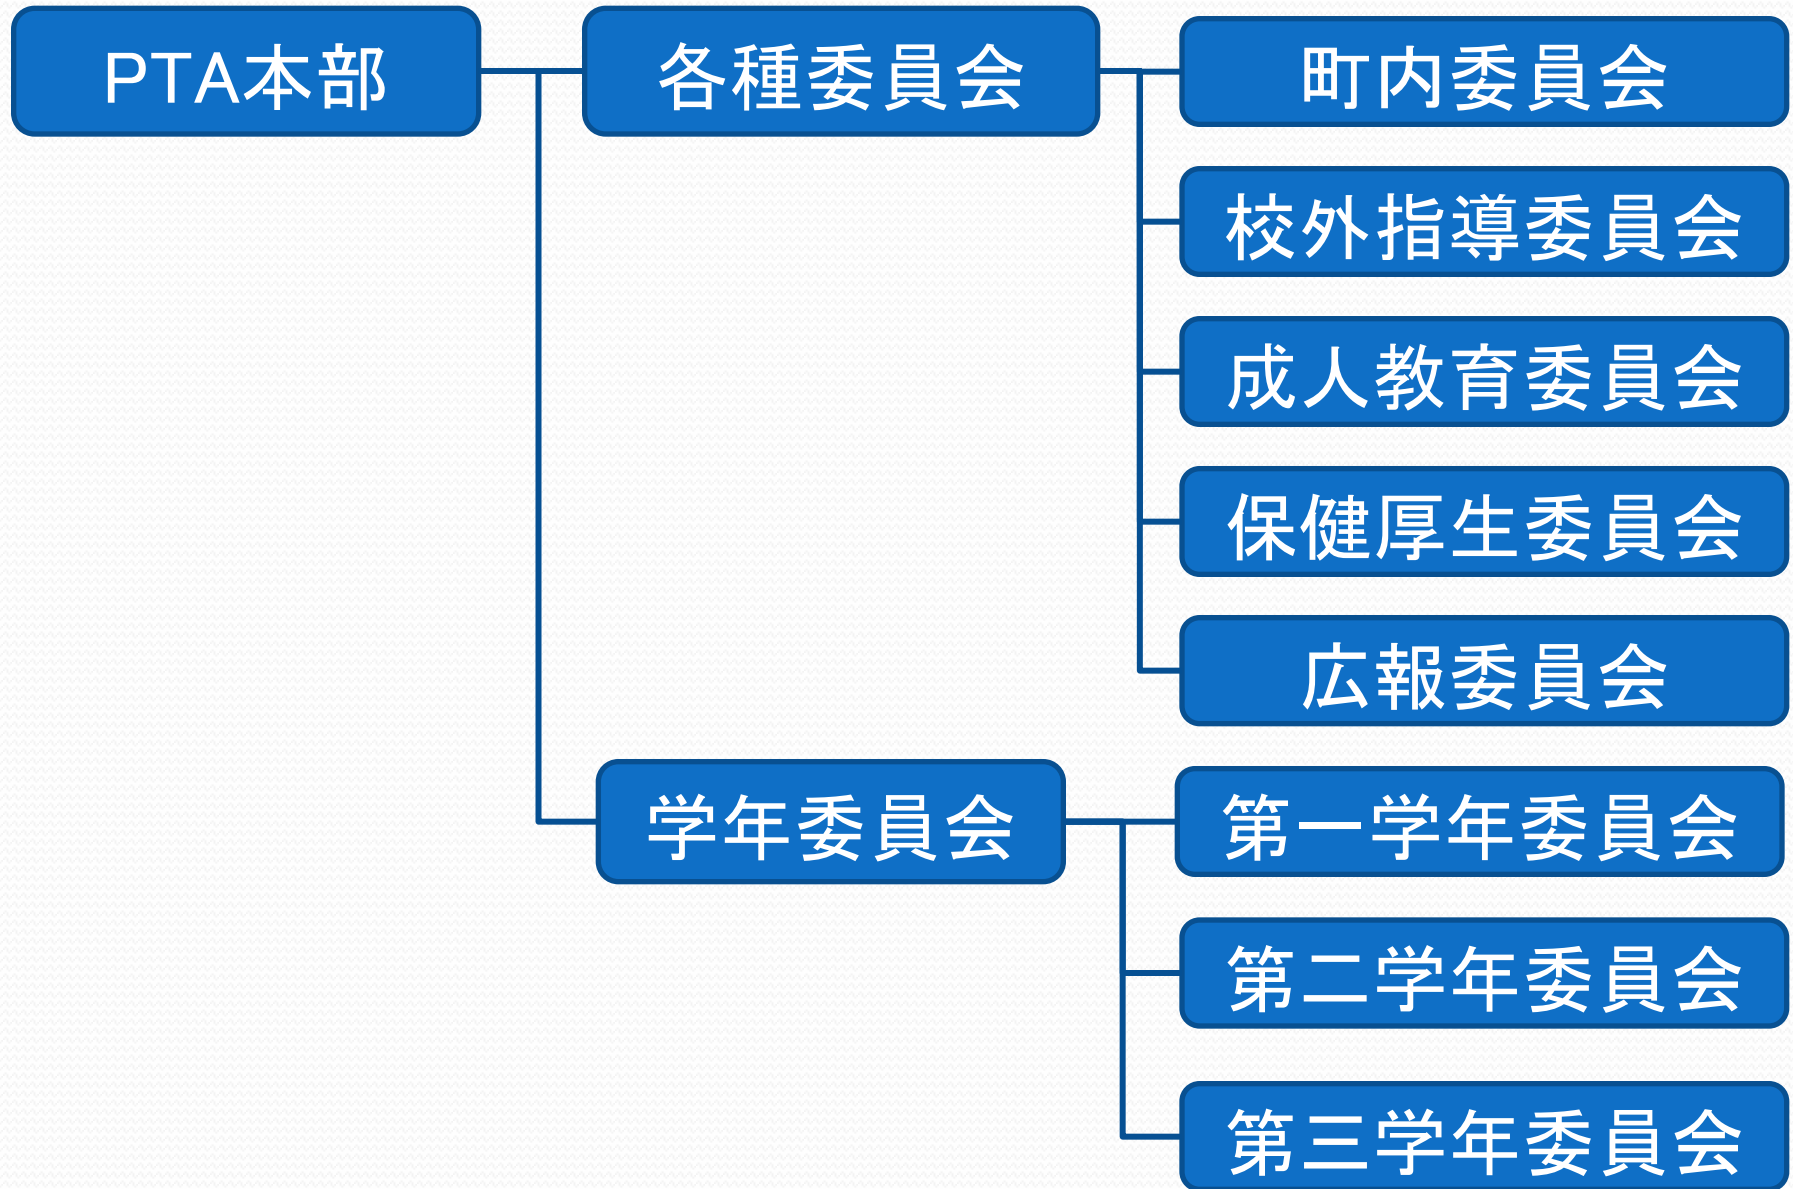 PTA本部
各種委員会
町内委員会
校外指導委員会
成人教育委員会
保健厚生委員会
広報委員会
学年委員会
第一学年委員会
第二学年委員会
第三学年委員会